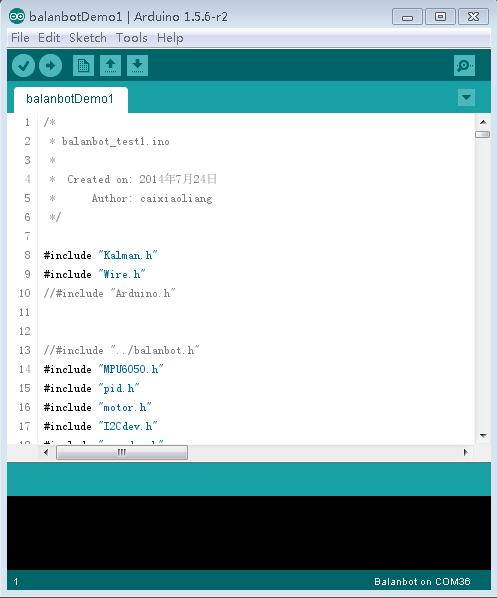 balanbotDemo1 | Arduino 1.5.6-r2
File Edit Sketch Tools Help
balanbotDemo1
1 /*
2 * balanbot_test1.ino
3 *
4 * Created on: 2014年7月24日
5 * Author: caixiaoliang
6 */
7
8 #include "Kalman.h"
9 #include "Wire.h"
10 //#include "Arduino.h"
11
12
13 //#include "../balanbot.h"
14 #include "MPU6050.h"
15 #include "pid.h"
16 #include "motor.h"
17 #include "I2Cdev.h"
18
1 Balanbot on COM36